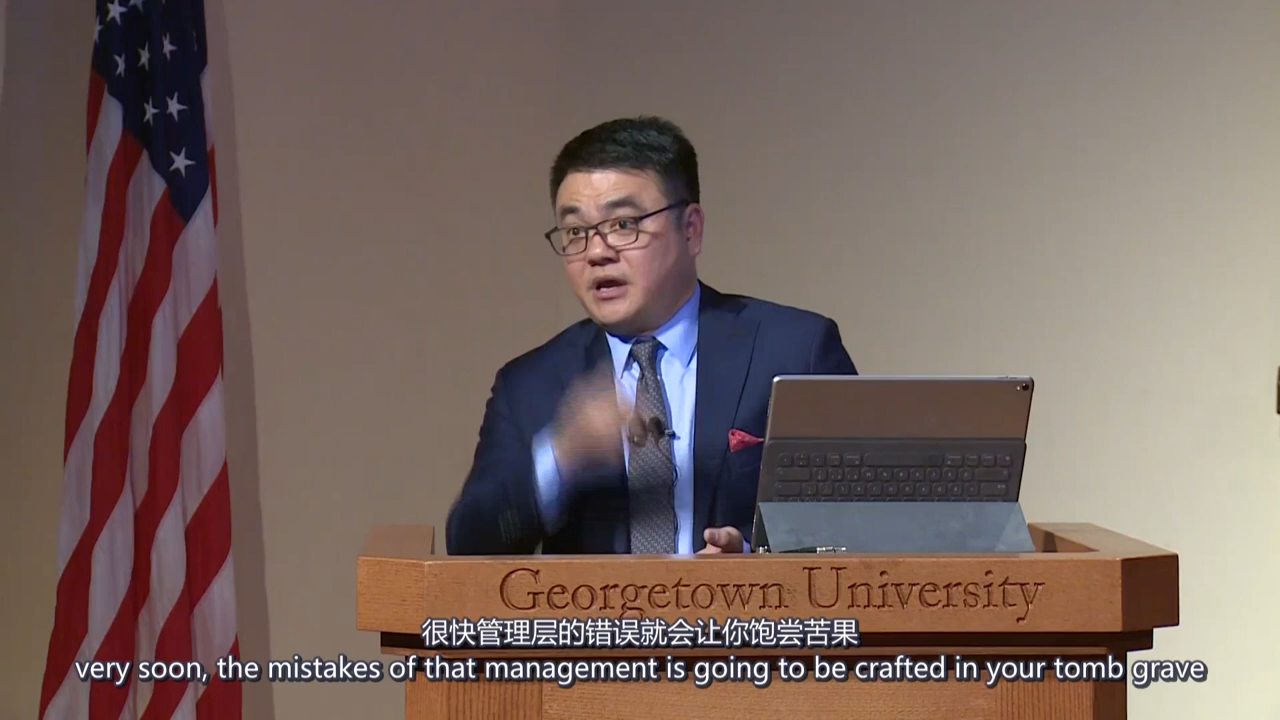 Georgetown University
很快管理层的错误就会让你饱尝苦果
very soon, the mistakes of that management is going to be crafted in your tomb grave